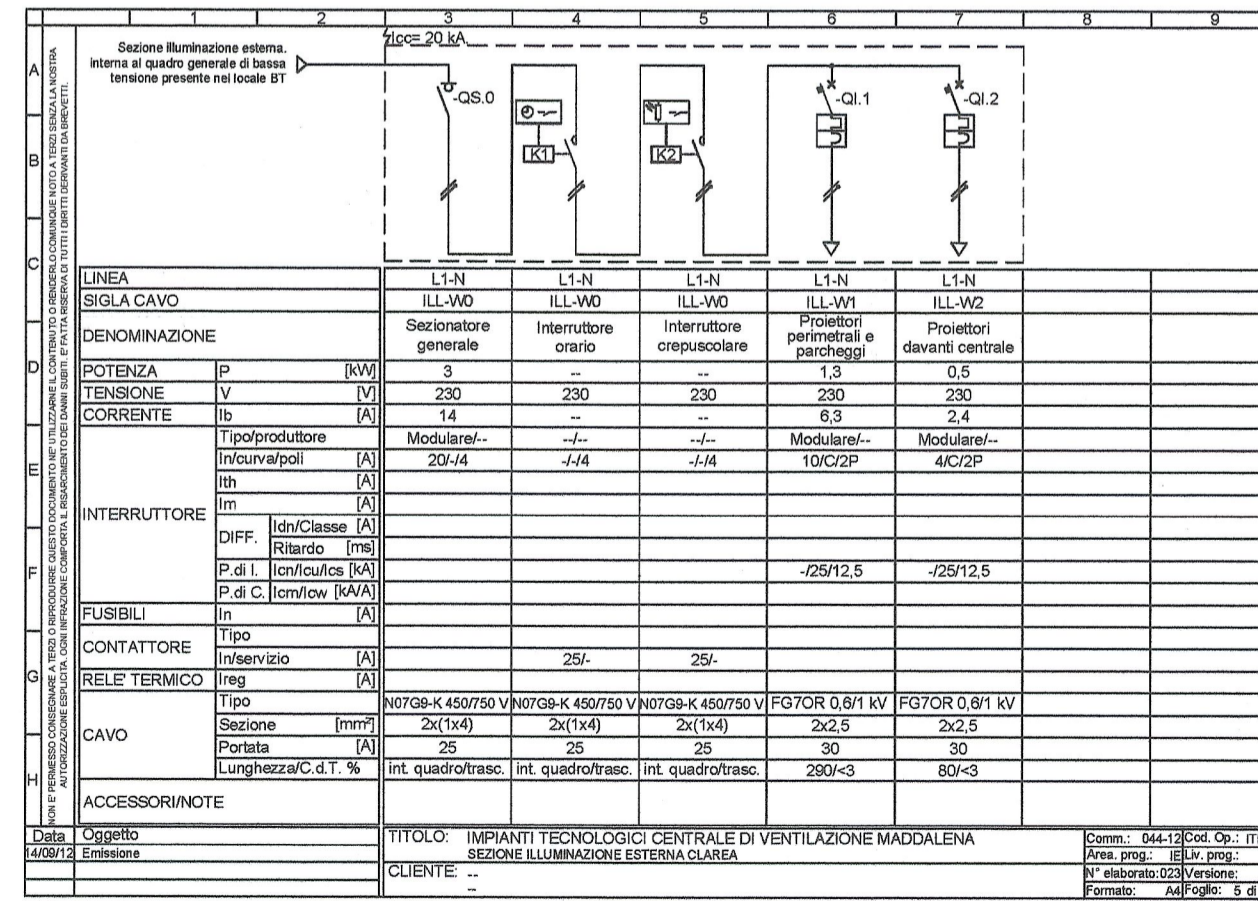 1 2 3 4 5 6 7 8 9
A
B
C
D
E
F
G
H
NON E' PERMESSO CONSEGNARE A TERZI O RIPRODURRE QUESTO DOCUMENTO NE' UTILIZZARNE IL CONTENUTO O RENDERLO COMUNQUE NOTO A TERZI SENZA LA NOSTRA
AUTORIZZAZIONE ESPLICITA. OGNI INFRAZIONE COMPORTA IL RISARCIMENTO DEI DANNI SUBITI. E' FATTA RISERVA DI TUTTI I DIRITTI DERIVANTI DA BREVETTI.
Sezione illuminazione esterna.
interna al quadro generale di bassa
tensione presente nel locale BT
Icc= 20 kA
-QS.0
K1
K2
-QI.1
-QI.2
LINEA L1-N L1-N L1-N L1-N L1-N
SIGLA CAVO ILL-W0 ILL-W0 ILL-W0 ILL-W1 ILL-W2
DENOMINAZIONE
Sezionatore
generale
Interruttore
orario
Interruttore
crepuscolare
Proiettori
perimetrali e
parcheggi
Proiettori
davanti centrale
POTENZA P [kW] 3 -- -- 1,3 0,5
TENSIONE V [V] 230 230 230 230 230
CORRENTE Ib [A] 14 -- -- 6,3 2,4
INTERRUTTORE
Tipo/produttore Modulare/-- --/-- --/-- Modulare/-- Modulare/--
In/curva/poli [A] 20/-/4 -/-/4 -/-/4 10/C/2P 4/C/2P
Ith [A]
Im [A]
DIFF.
Idn/Classe [A]
Ritardo [ms]
P.di I. Icn/Icu/Ics [kA] -/25/12,5 -/25/12,5
P.di C. Icm/Icw [kA/A]
FUSIBILI In [A]
CONTATTORE
Tipo
In/servizio [A] 25/- 25/-
RELE' TERMICO Ireg [A]
CAVO
Tipo N07G9-K 450/750 V N07G9-K 450/750 V N07G9-K 450/750 V FG7OR 0,6/1 kV FG7OR 0,6/1 kV
Sezione [mm²] 2x(1x4) 2x(1x4) 2x(1x4) 2x2,5 2x2,5
Portata [A] 25 25 25 30 30
Lunghezza/C.d.T. % int. quadro/trasc. int. quadro/trasc. int. quadro/trasc. 290/<3 80/<3
ACCESSORI/NOTE
Data Oggetto
14/09/12 Emissione
TITOLO: IMPIANTI TECNOLOGICI CENTRALE DI VENTILAZIONE MADDALENA
SEZIONE ILLUMINAZIONE ESTERNA CLAREA
CLIENTE: --
--
Comm.: 044-12 Cod. Op.:
Area. prog.: IE Liv. prog.:
N° elaborato: 023 Versione:
Formato: A4 Foglio: 5 di